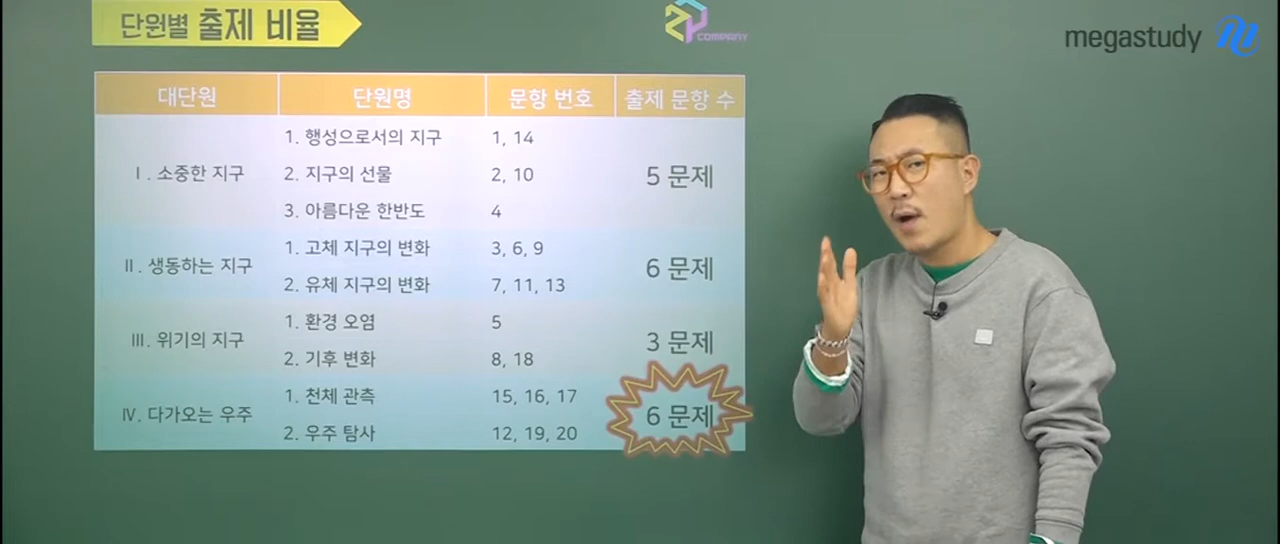 단원별 출제 비율
ZY COMPANY
megastudy
대단원 단원명 문항 번호 출제 문항 수
Ⅰ. 소중한 지구 1. 행성으로서의 지구 1, 14 5 문제
2. 지구의 선물 2, 10
3. 아름다운 한반도 4
Ⅱ. 생동하는 지구 1. 고체 지구의 변화 3, 6, 9 6 문제
2. 유체 지구의 변화 7, 11, 13
Ⅲ. 위기의 지구 1. 환경 오염 5 3 문제
2. 기후 변화 8, 18
Ⅳ. 다가오는 우주 1. 천체 관측 15, 16, 17 6 문제
2. 우주 탐사 12, 19, 20